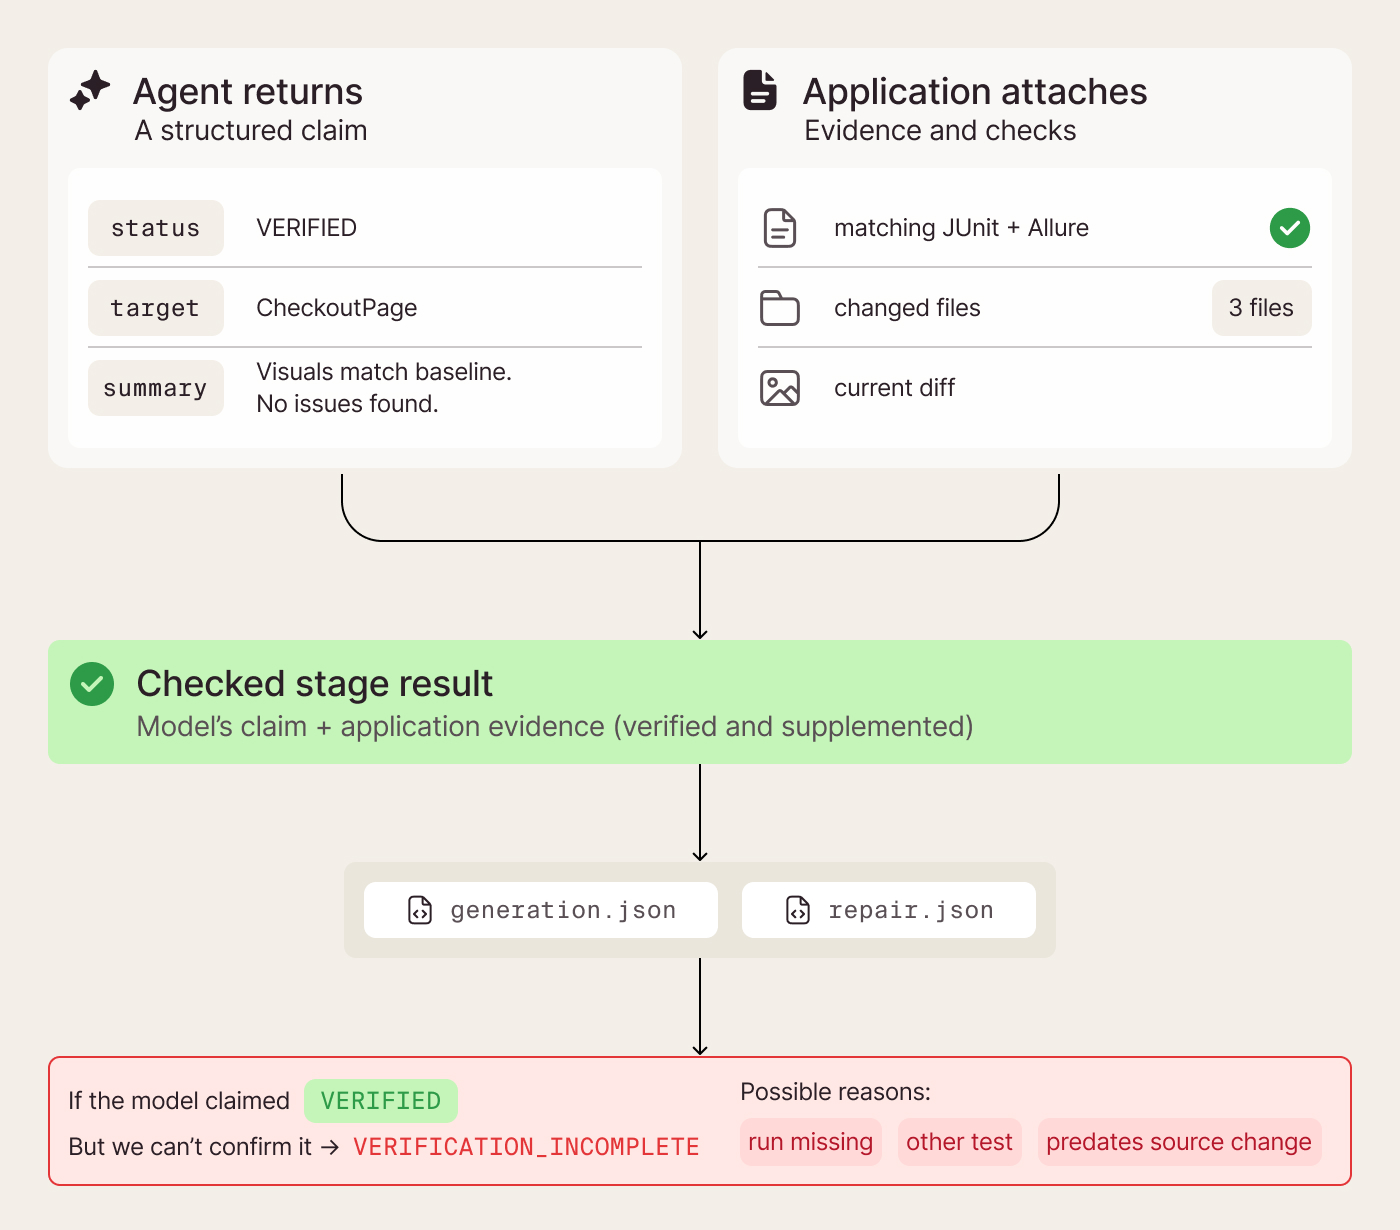 Agent returns
A structured claim
status VERIFIED
target CheckoutPage
summary Visuals match baseline.
No issues found.
Application attaches
Evidence and checks
matching JUnit + Allure
changed files 3 files
current diff
Checked stage result
Model’s claim + application evidence (verified and supplemented)
generation.json repair.json
If the model claimed VERIFIED
But we can’t confirm it → VERIFICATION_INCOMPLETE
Possible reasons:
run missing other test predates source change